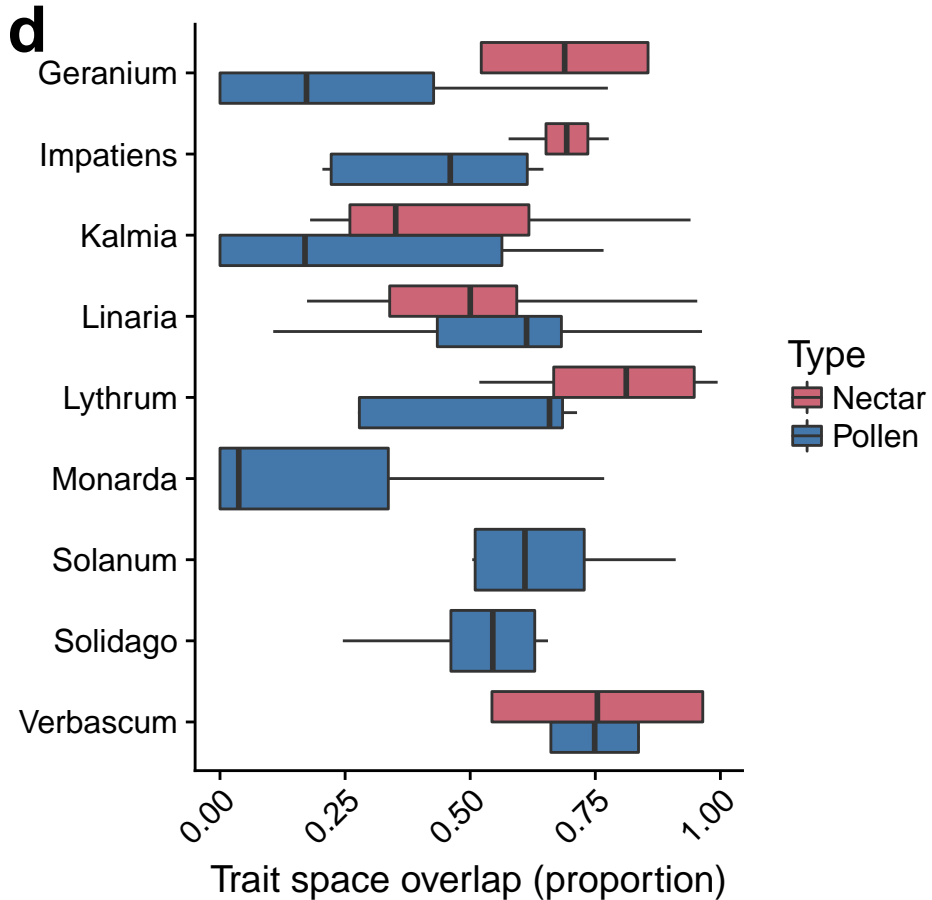 d
Geranium
Impatiens
Kalmia
Linaria
Lythrum
Monarda
Solanum
Solidago
Verbascum
0.00
0.25
0.50
0.75
1.00
Trait space overlap (proportion)
Type
Nectar
Pollen